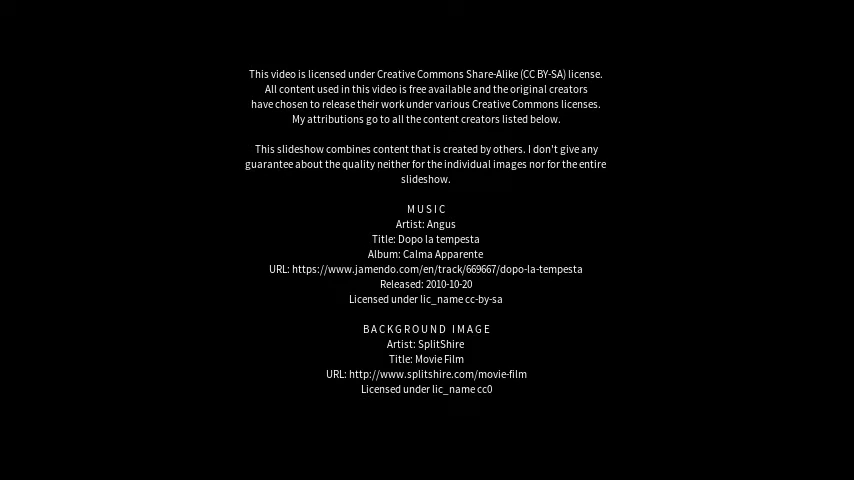 This video is licensed under Creative Commons Share-Alike (CC BY-SA) license.
All content used in this video is free available and the original creators
have chosen to release their work under various Creative Commons licenses.
My attributions go to all the content creators listed below.
This slideshow combines content that is created by others. I don't give any
guarantee about the quality neither for the individual images nor for the entire
slideshow.
MUSIC
Artist: Angus
Title: Dopo la tempesta
Album: Calma Apparente
URL: https://www.jamendo.com/en/track/669667/dopo-la-tempesta
Released: 2010-10-20
Licensed under lic_name cc-by-sa
BACKGROUND IMAGE
Artist: SplitShire
Title: Movie Film
URL: http://www.splitshire.com/movie-film
Licensed under lic_name cc0